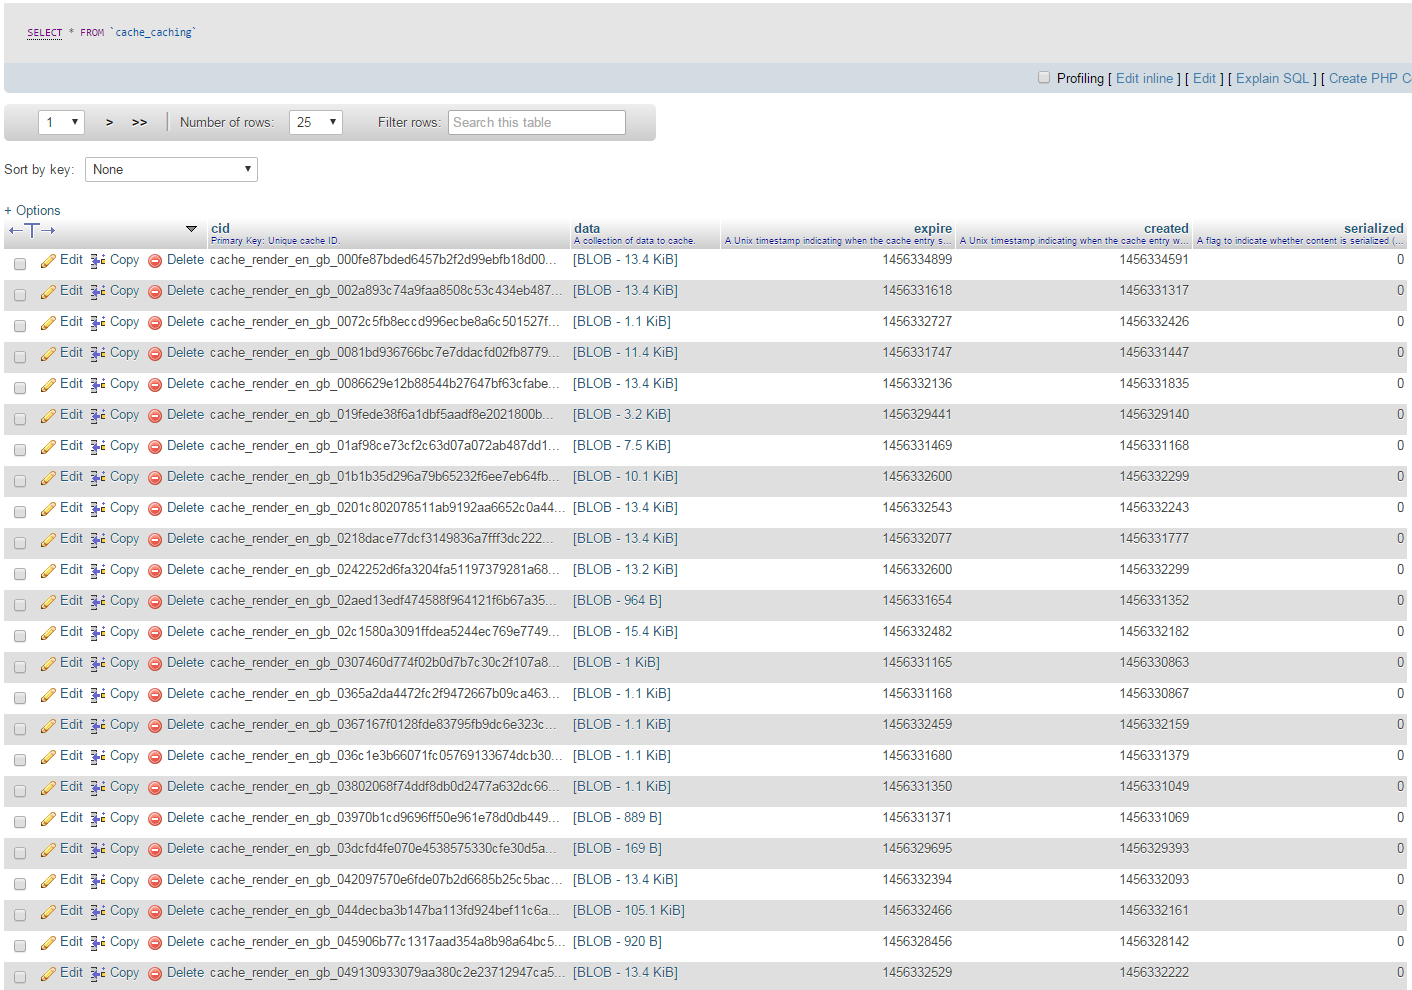 SELECT * FROM `cache_caching`
Profiling [ Edit inline ] [ Edit ] [ Explain SQL ] [ Create PHP C
1 > >> Number of rows: 25 Filter rows: Search this table
Sort by key: None
+ Options
cid data expire created serialized
Primary Key: Unique cache ID. A collection of data to cache. A Unix timestamp indicating when the cache entry s... A Unix timestamp indicating when the cache entry w... A flag to indicate whether content is serialized (...
Edit Copy Delete cache_render_en_gb_000fe87bded6457b2f2d99ebfb18d00... [BLOB - 13.4 KiB] 1456334899 1456334591 0
Edit Copy Delete cache_render_en_gb_002a893c74a9faa8508c53c434eb487... [BLOB - 13.4 KiB] 1456331618 1456331317 0
Edit Copy Delete cache_render_en_gb_0072c5fb8eccd996ecbe8a6c501527f... [BLOB - 1.1 KiB] 1456332727 1456332426 0
Edit Copy Delete cache_render_en_gb_0081bd936766bc7e7ddacfd02fb8779... [BLOB - 11.4 KiB] 1456331747 1456331447 0
Edit Copy Delete cache_render_en_gb_0086629e12b88544b27647bf63cfabe... [BLOB - 13.4 KiB] 1456332136 1456331835 0
Edit Copy Delete cache_render_en_gb_019fede38f6a1dbf5aadf8e2021800b... [BLOB - 3.2 KiB] 1456329441 1456329140 0
Edit Copy Delete cache_render_en_gb_01af98ce73cf2c63d07a072ab487dd1... [BLOB - 7.5 KiB] 1456331469 1456331168 0
Edit Copy Delete cache_render_en_gb_01b1b35d296a79b65232f6ee7eb64fb... [BLOB - 10.1 KiB] 1456332600 1456332299 0
Edit Copy Delete cache_render_en_gb_0201c802078511ab9192aa6652c0a44... [BLOB - 13.4 KiB] 1456332543 1456332243 0
Edit Copy Delete cache_render_en_gb_0218dace77dcf3149836a7fff3dc222... [BLOB - 13.4 KiB] 1456332077 1456331777 0
Edit Copy Delete cache_render_en_gb_0242252d6fa3204fa51197379281a68... [BLOB - 13.2 KiB] 1456332600 1456332299 0
Edit Copy Delete cache_render_en_gb_02aed13edf474588f964121f6b67a35... [BLOB - 964 B] 1456331654 1456331352 0
Edit Copy Delete cache_render_en_gb_02c1580a3091ffdea5244ec769e7749... [BLOB - 15.4 KiB] 1456332482 1456332182 0
Edit Copy Delete cache_render_en_gb_0307460d774f02b0d7b7c30c2f107a8... [BLOB - 1 KiB] 1456331165 1456330863 0
Edit Copy Delete cache_render_en_gb_0365a2da4472fc2f9472667b09ca463... [BLOB - 1.1 KiB] 1456331168 1456330867 0
Edit Copy Delete cache_render_en_gb_0367167f0128fde83795fb9dc6e323c... [BLOB - 1.1 KiB] 1456332459 1456332159 0
Edit Copy Delete cache_render_en_gb_036c1e3b66071fc05769133674dcb30... [BLOB - 1.1 KiB] 1456331680 1456331379 0
Edit Copy Delete cache_render_en_gb_03802068f74ddf8db0d2477a632dc66... [BLOB - 1.1 KiB] 1456331350 1456331049 0
Edit Copy Delete cache_render_en_gb_03970b1cd9696ff50e961e78d0db449... [BLOB - 889 B] 1456331371 1456331069 0
Edit Copy Delete cache_render_en_gb_03dcfd4fe070e4538575330cfe30d5a... [BLOB - 169 B] 1456329695 1456329393 0
Edit Copy Delete cache_render_en_gb_042097570e6fde07b2d6685b25c5bac... [BLOB - 13.4 KiB] 1456332394 1456332093 0
Edit Copy Delete cache_render_en_gb_044decba3b147ba113fd924bef11c6a... [BLOB - 105.1 KiB] 1456332466 1456332161 0
Edit Copy Delete cache_render_en_gb_045906b77c1317aad354a8b98a64bc5... [BLOB - 920 B] 1456328456 1456328142 0
Edit Copy Delete cache_render_en_gb_049130933079aa380c2e23712947ca5... [BLOB - 13.4 KiB] 1456332529 1456332222 0